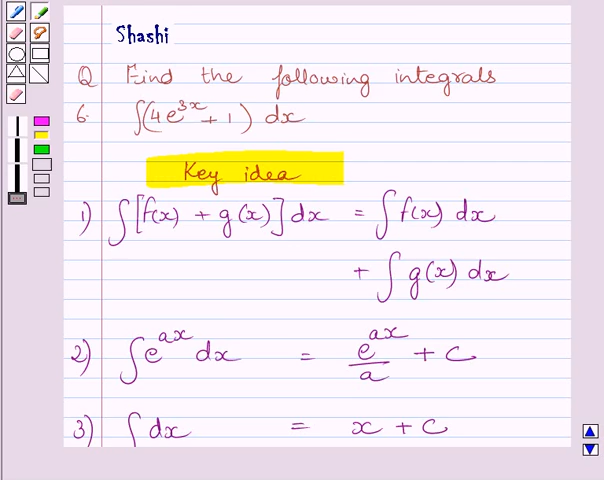 Shashi
Q Find the following integrals
6. ∫(4e^{3x} + 1) dx
Key idea
1) ∫[f(x) + g(x)] dx = ∫ f(x) dx
+ ∫ g(x) dx
2) ∫ e^{ax} dx = e^{ax}/a + c
3) ∫ dx = x + c